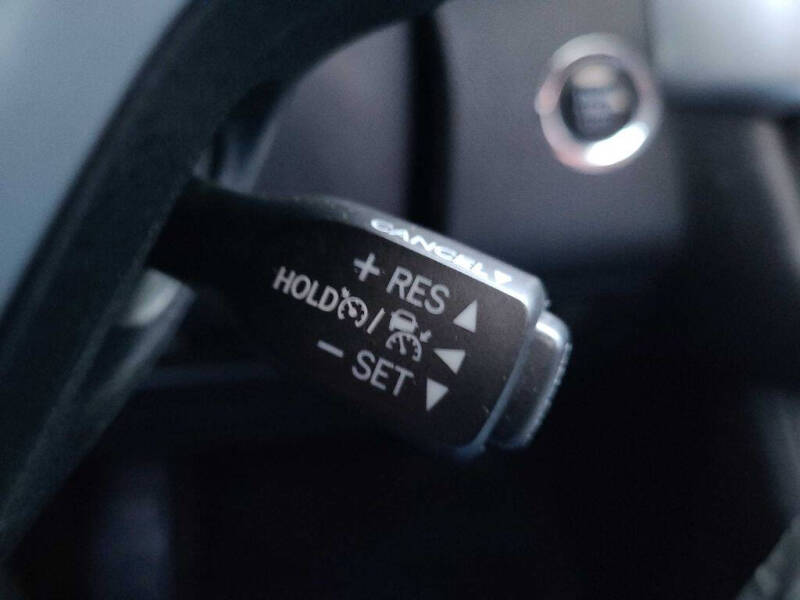 CANCEL▼
+ RES ▲
HOLD / ◀
− SET ▼